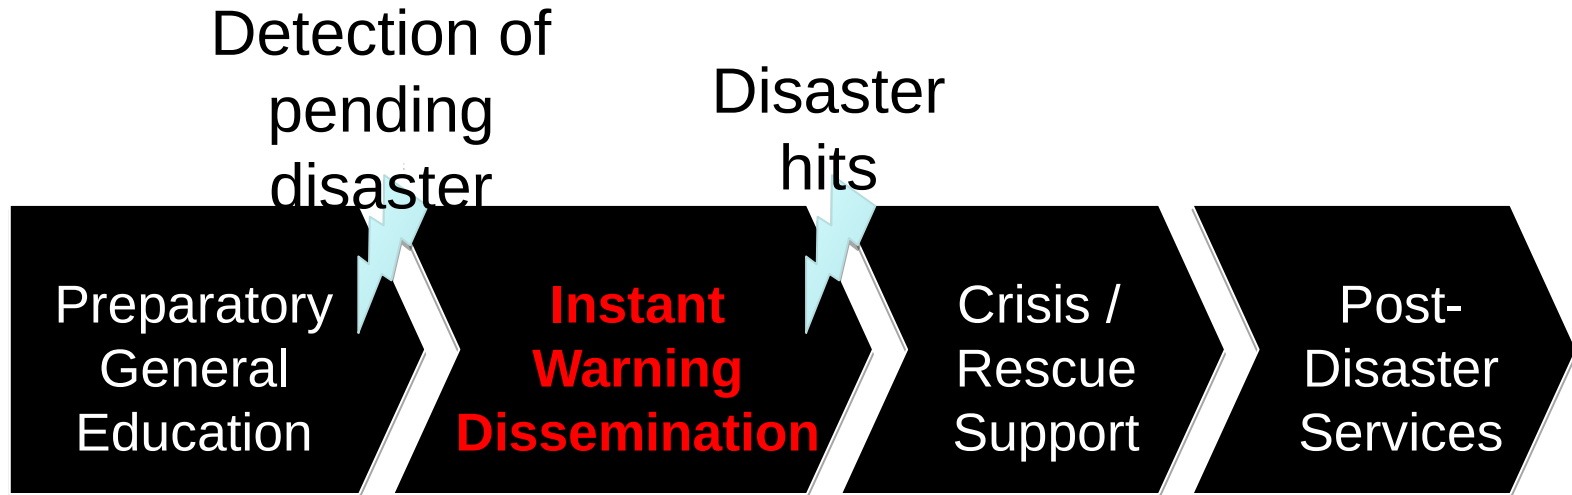 Detection of
pending
disaster
Disaster
hits
Preparatory
General
Education
Instant
Warning
Dissemination
Crisis /
Rescue
Support
Post-
Disaster
Services